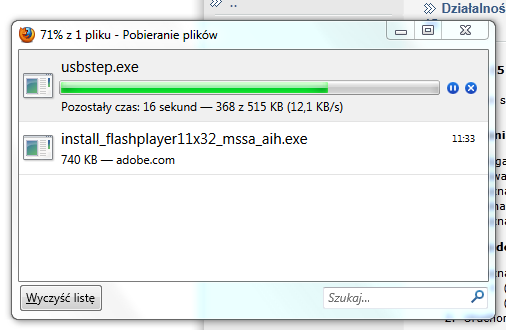 Działalnoś
71% z 1 pliku - Pobieranie plików
usbstep.exe
Pozostały czas: 16 sekund — 368 z 515 KB (12,1 KB/s)
install_flashplayer11x32_mssa_aih.exe
11:33
740 KB — adobe.com
Wyczyść listę
Szukaj...